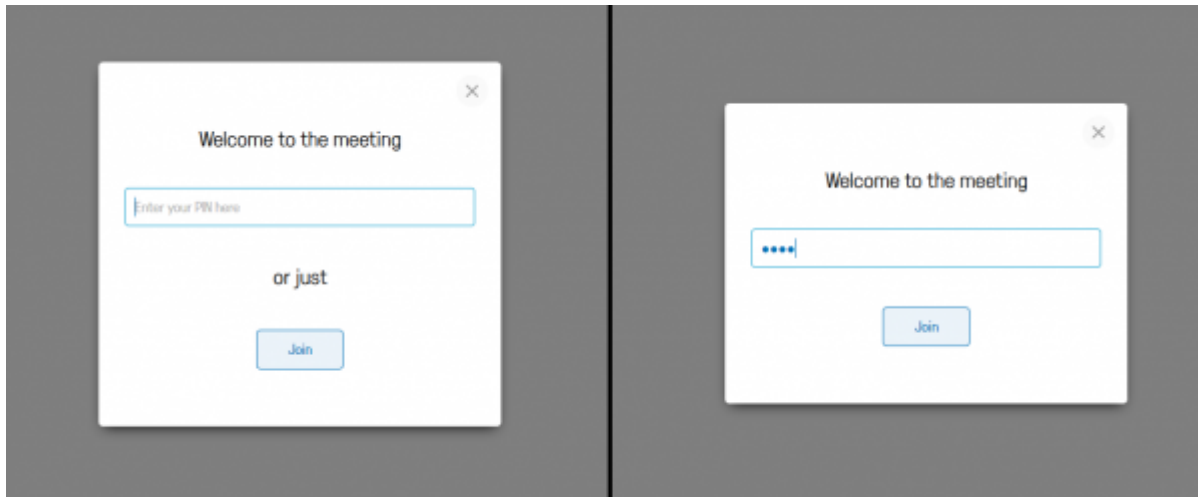 Welcome to the meeting
Enter your PIN here
or just
Join
Welcome to the meeting
••••
Join